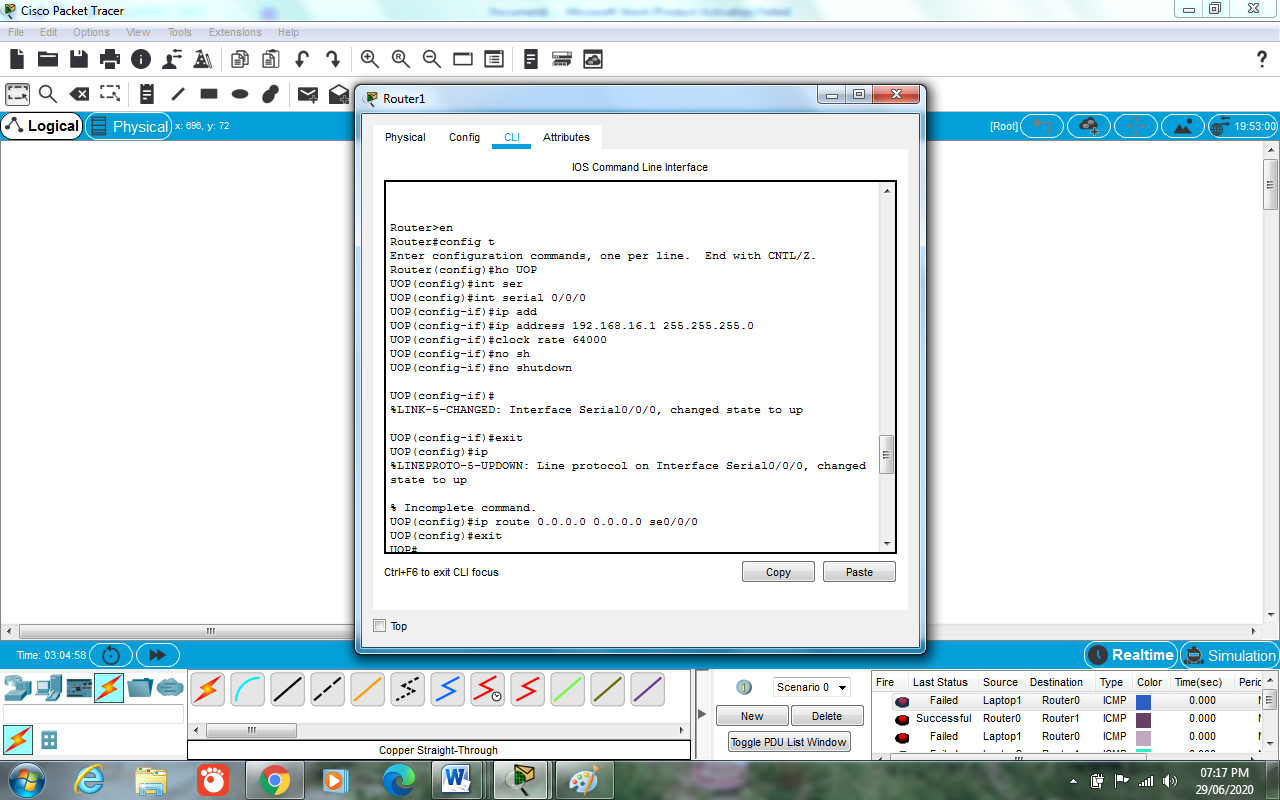 Cisco Packet Tracer
File Edit Options View Tools Extensions Help
Router1
Logical Physical x: 696, y: 72 [Root] 19:53:00
Physical Config CLI Attributes
IOS Command Line Interface
Router>en
Router#config t
Enter configuration commands, one per line.  End with CNTL/Z.
Router(config)#ho UOP
UOP(config)#int ser
UOP(config)#int serial 0/0/0
UOP(config-if)#ip add
UOP(config-if)#ip address 192.168.16.1 255.255.255.0
UOP(config-if)#clock rate 64000
UOP(config-if)#no sh
UOP(config-if)#no shutdown
UOP(config-if)#
%LINK-5-CHANGED: Interface Serial0/0/0, changed state to up
UOP(config-if)#exit
UOP(config)#ip
%LINEPROTO-5-UPDOWN: Line protocol on Interface Serial0/0/0, changed
state to up
% Incomplete command.
UOP(config)#ip route 0.0.0.0 0.0.0.0 se0/0/0
UOP(config)#exit
UOP#
Ctrl+F6 to exit CLI focus Copy Paste
Top
Time: 03:04:58 Realtime Simulation
Scenario 0
New Delete
Toggle PDU List Window
Fire Last Status Source Destination Type Color Time(sec) Perio
Failed Laptop1 Router0 ICMP 0.000
Successful Router0 Router1 ICMP 0.000
Failed Laptop1 Router0 ICMP 0.000
Copper Straight-Through
07:17 PM
29/06/2020